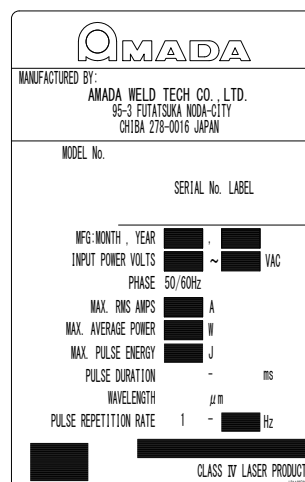 AMADA
MANUFACTURED BY:
AMADA WELD TECH CO.,LTD.
95-3 FUTATSUKA NODA-CITY
CHIBA 278-0016 JAPAN
MODEL No.
SERIAL No. LABEL
MFG:MONTH , YEAR ,
INPUT POWER VOLTS ~ VAC
PHASE 50/60Hz
MAX. RMS AMPS A
MAX. AVERAGE POWER W
MAX. PULSE ENERGY J
PULSE DURATION - ms
WAVELENGTH μm
PULSE REPETITION RATE 1 - Hz
CLASS Ⅳ LASER PRODUCT